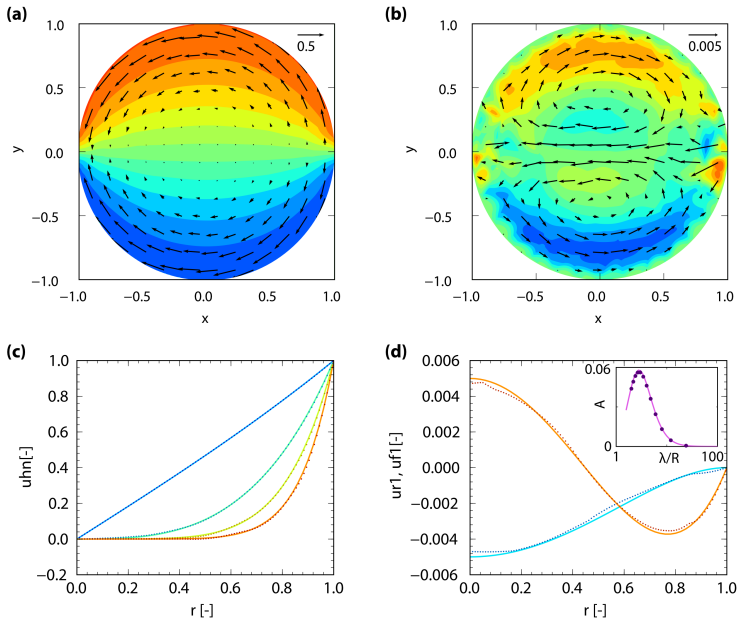 (a)
1.0
0.5
0.0
−0.5
−1.0
y
0.5
−1.0 −0.5 0.0 0.5 1.0
x
(b)
1.0
0.5
0.0
−0.5
−1.0
y
0.005
−1.0 −0.5 0.0 0.5 1.0
x
(c)
1.0
0.8
0.6
0.4
0.2
0.0
−0.2
uhn[-]
0.0 0.2 0.4 0.6 0.8 1.0
r [-]
(d)
0.006
0.004
0.002
0.000
−0.002
−0.004
−0.006
ur1, uf1[-]
0.06
A
0
1 λ/R 100
0.0 0.2 0.4 0.6 0.8 1.0
r [-]